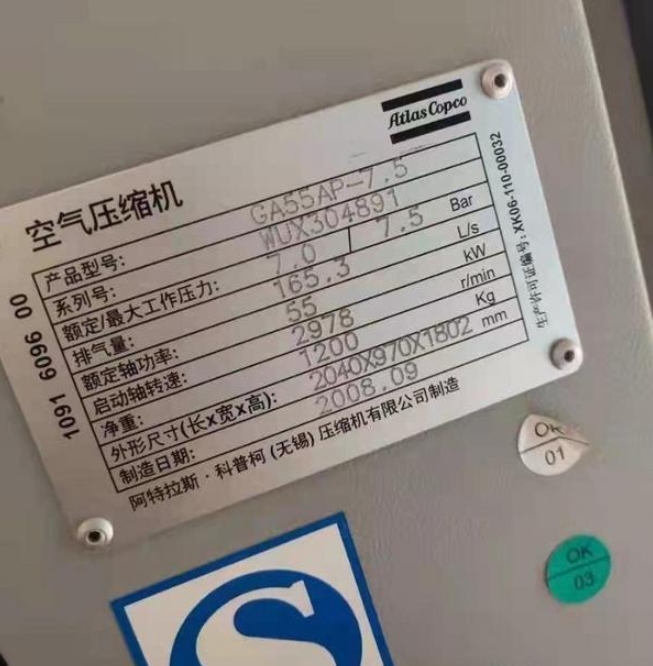 Atlas Copco
空气压缩机
产品型号: GA55AP-7.5
系列号: WUX304891
额定/最大工作压力: 7.0 7.5 Bar
排气量: 165.3 L/s
额定轴功率: 55 kW
启动轴转速: 2978 r/min
净重: 1200 Kg
外形尺寸(长x宽x高): 2040X970X1802 mm
制造日期: 2008.09
阿特拉斯·科普柯(无锡)压缩机有限公司制造
1091 6096 00
生产许可证编号: XK06-110-00032
OK
01
OK
03
S